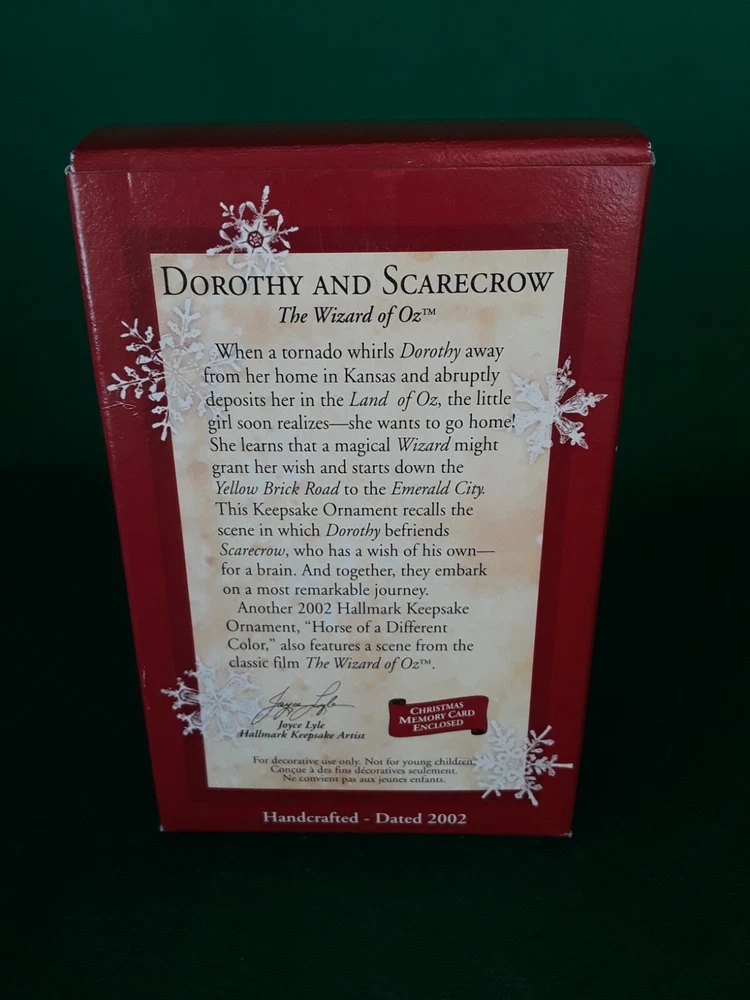 DOROTHY AND SCARECROW
The Wizard of Oz™
When a tornado whirls Dorothy away
from her home in Kansas and abruptly
deposits her in the Land of Oz, the little
girl soon realizes—she wants to go home!
She learns that a magical Wizard might
grant her wish and starts down the
Yellow Brick Road to the Emerald City.
This Keepsake Ornament recalls the
scene in which Dorothy befriends
Scarecrow, who has a wish of his own—
for a brain. And together, they embark
on a most remarkable journey.
Another 2002 Hallmark Keepsake
Ornament, “Horse of a Different
Color,” also features a scene from the
classic film The Wizard of Oz™.
Joyce Lyle
Joyce Lyle
Hallmark Keepsake Artist
CHRISTMAS
MEMORY CARD
ENCLOSED
For decorative use only. Not for young children.
Conçue à des fins décoratives seulement.
Ne convient pas aux jeunes enfants.
Handcrafted - Dated 2002